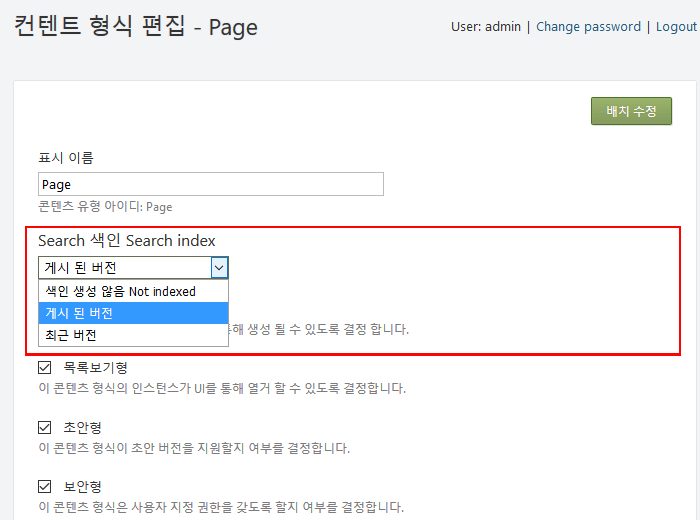 컨텐트 형식 편집 - Page
User: admin | Change password | Logout
배치 수정
표시 이름
Page
콘텐츠 유형 아이디: Page
Search 색인 Search index
게시 된 버전
색인 생성 않음 Not indexed
게시 된 버전
최근 버전
통해 생성 될 수 있도록 결정 합니다.
목록보기형
이 콘텐츠 형식의 인스턴스가 UI를 통해 열거 할 수 있도록 결정합니다.
초안형
이 콘텐츠 형식이 초안 버전을 지원할지 여부를 결정합니다.
보안형
이 콘텐츠 형식은 사용자 지정 권한을 갖도록 할지 여부를 결정합니다.